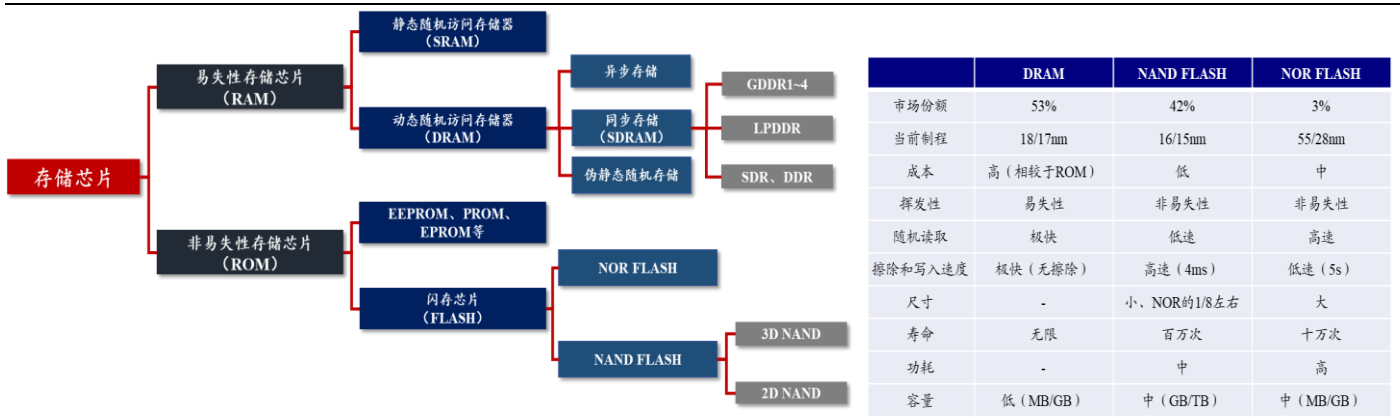 存储芯片
易失性存储芯片
（RAM）
非易失性存储芯片
（ROM）
静态随机访问存储器
（SRAM）
动态随机访问存储器
（DRAM）
EEPROM、PROM、
EPROM等
闪存芯片
（FLASH）
异步存储
同步存储
（SDRAM）
伪静态随机存储
NOR FLASH
NAND FLASH
GDDR1~4
LPDDR
SDR、DDR
3D NAND
2D NAND
DRAM NAND FLASH NOR FLASH
市场份额 53% 42% 3%
当前制程 18/17nm 16/15nm 55/28nm
成本 高（相较于ROM） 低 中
挥发性 易失性 非易失性 非易失性
随机读取 极快 低速 高速
擦除和写入速度 极快（无擦除） 高速（4ms） 低速（5s）
尺寸 - 小、NOR的1/8左右 大
寿命 无限 百万次 十万次
功耗 - 中 高
容量 低（MB/GB） 中（GB/TB） 中（MB/GB）